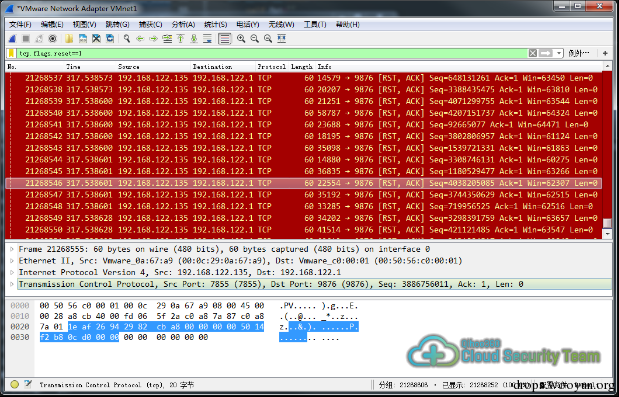 *VMware Network Adapter VMnet1
文件(F) 编辑(E) 视图(V) 跳转(G) 捕获(C) 分析(A) 统计(S) 电话(Y) 无线(W) 工具(T) 帮助(H)
tcp.flags.reset==1
No. Time Source Destination Protocol Length Info
21268537 317.538573 192.168.122.135 192.168.122.1 TCP 60 14579 → 9876 [RST, ACK] Seq=648131261 Ack=1 Win=63450 Len=0
21268538 317.538573 192.168.122.135 192.168.122.1 TCP 60 20207 → 9876 [RST, ACK] Seq=3388435475 Ack=1 Win=63810 Len=0
21268539 317.538600 192.168.122.135 192.168.122.1 TCP 60 21251 → 9876 [RST, ACK] Seq=4071299755 Ack=1 Win=63544 Len=0
21268540 317.538600 192.168.122.135 192.168.122.1 TCP 60 58787 → 9876 [RST, ACK] Seq=4207151737 Ack=1 Win=64324 Len=0
21268541 317.538600 192.168.122.135 192.168.122.1 TCP 60 23688 → 9876 [RST, ACK] Seq=92665077 Ack=1 Win=64471 Len=0
21268542 317.538600 192.168.122.135 192.168.122.1 TCP 60 18195 → 9876 [RST, ACK] Seq=3802806957 Ack=1 Win=61124 Len=0
21268543 317.538600 192.168.122.135 192.168.122.1 TCP 60 35098 → 9876 [RST, ACK] Seq=1539721331 Ack=1 Win=61863 Len=0
21268544 317.538601 192.168.122.135 192.168.122.1 TCP 60 14880 → 9876 [RST, ACK] Seq=3308746131 Ack=1 Win=60275 Len=0
21268545 317.538601 192.168.122.135 192.168.122.1 TCP 60 36835 → 9876 [RST, ACK] Seq=1180529477 Ack=1 Win=63266 Len=0
21268546 317.538601 192.168.122.135 192.168.122.1 TCP 60 22554 → 9876 [RST, ACK] Seq=4038205085 Ack=1 Win=62307 Len=0
21268547 317.538601 192.168.122.135 192.168.122.1 TCP 60 35192 → 9876 [RST, ACK] Seq=3744350629 Ack=1 Win=62515 Len=0
21268548 317.538601 192.168.122.135 192.168.122.1 TCP 60 33285 → 9876 [RST, ACK] Seq=719956525 Ack=1 Win=62516 Len=0
21268549 317.538628 192.168.122.135 192.168.122.1 TCP 60 34202 → 9876 [RST, ACK] Seq=3298391759 Ack=1 Win=63657 Len=0
21268550 317.538628 192.168.122.135 192.168.122.1 TCP 60 41514 → 9876 [RST, ACK] Seq=421121485 Ack=1 Win=63547 Len=0
Frame 21268555: 60 bytes on wire (480 bits), 60 bytes captured (480 bits) on interface 0
Ethernet II, Src: Vmware_0a:67:a9 (00:0c:29:0a:67:a9), Dst: Vmware_c0:00:01 (00:50:56:c0:00:01)
Internet Protocol Version 4, Src: 192.168.122.135, Dst: 192.168.122.1
Transmission Control Protocol, Src Port: 7855 (7855), Dst Port: 9876 (9876), Seq: 3886756011, Ack: 1, Len: 0
0000 00 50 56 c0 00 01 00 0c 29 0a 67 a9 08 00 45 00
0010 00 28 a8 cb 40 00 fd 06 5f 2a c0 a8 7a 87 c0 a8
0020 7a 01 1e af 26 94 29 82 cb a8 00 00 00 00 50 14
0030 f2 b8 0c d0 00 00 00 00 00 00 00 00
Cloud Security Team
Transmission Control Protocol (tcp), 20 字节
drops.wooyun.org